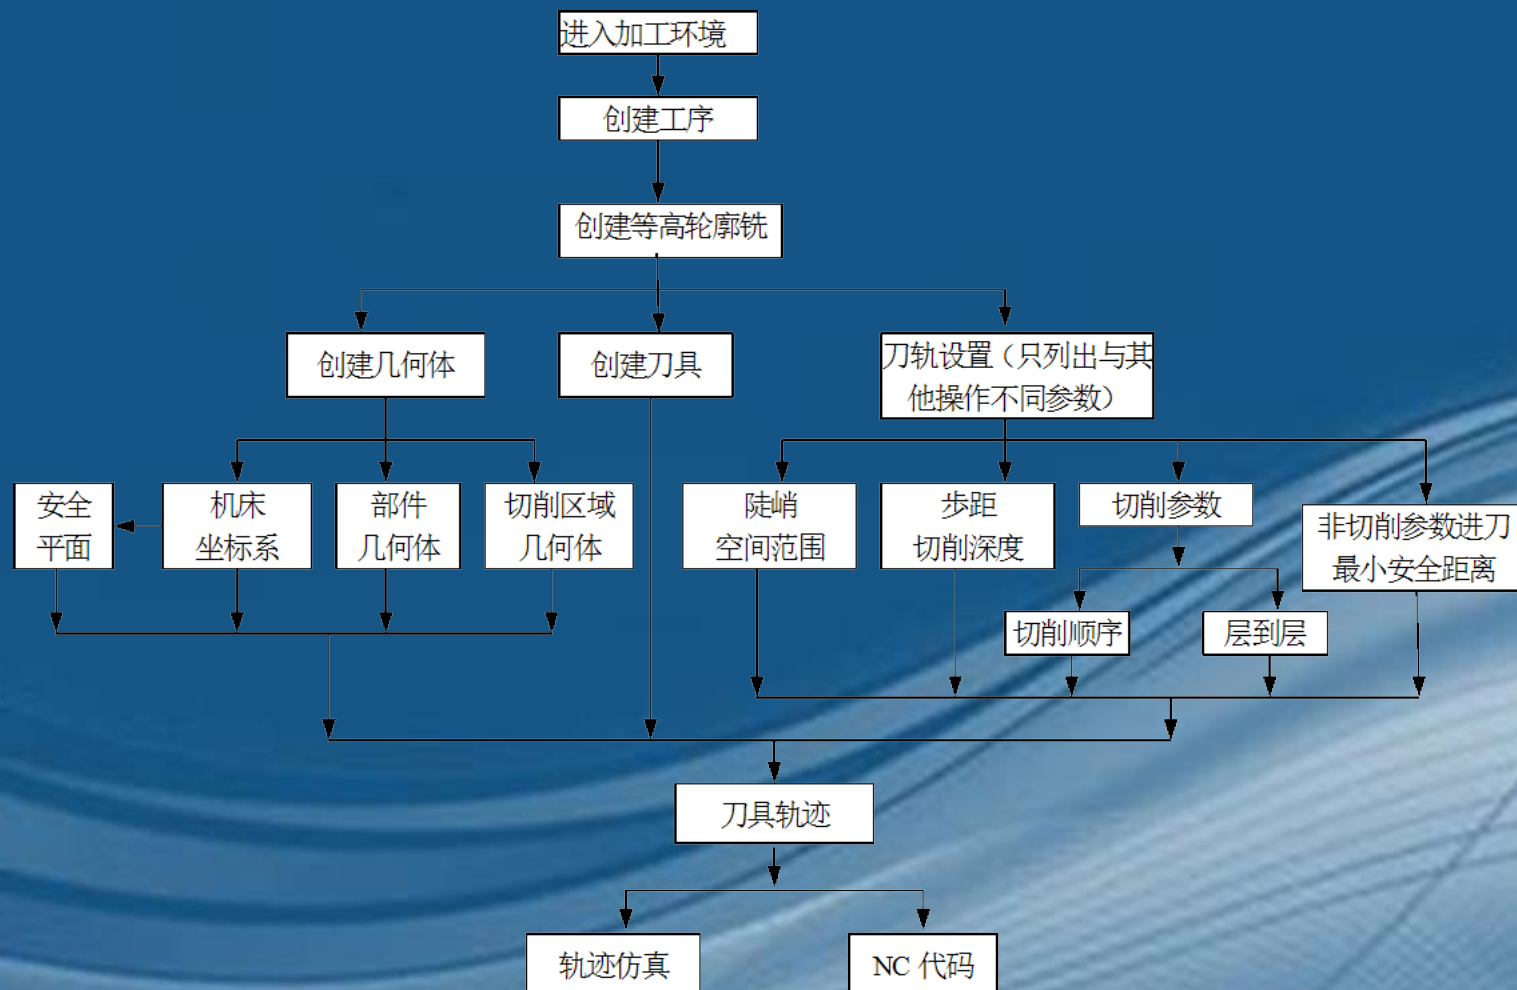 进入加工环境
创建工序
创建等高轮廓铣
创建几何体
创建刀具
刀轨设置（只列出与其
他操作不同参数）
安全
平面
机床
坐标系
部件
几何体
切削区域
几何体
陡峭
空间范围
步距
切削深度
切削参数
非切削参数进刀
最小安全距离
切削顺序
层到层
刀具轨迹
轨迹仿真
NC 代码